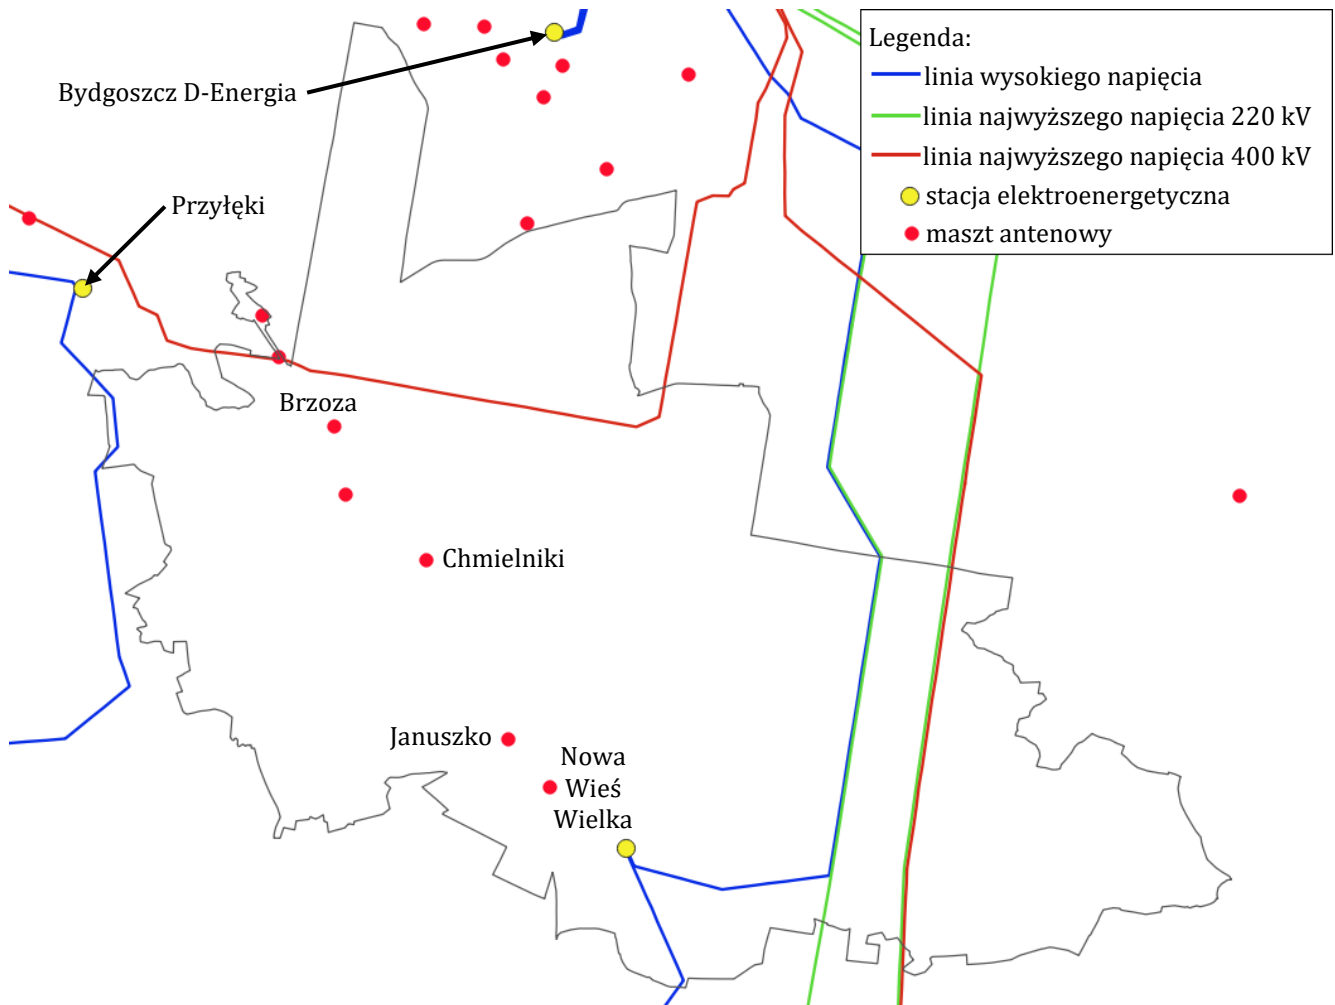 Legenda:
linia wysokiego napięcia
linia najwyższego napięcia 220 kV
linia najwyższego napięcia 400 kV
stacja elektroenergetyczna
maszt antenowy
Bydgoszcz D-Energia
Przyłęki
Brzoza
Chmielniki
Januszko
Nowa
Wieś
Wielka